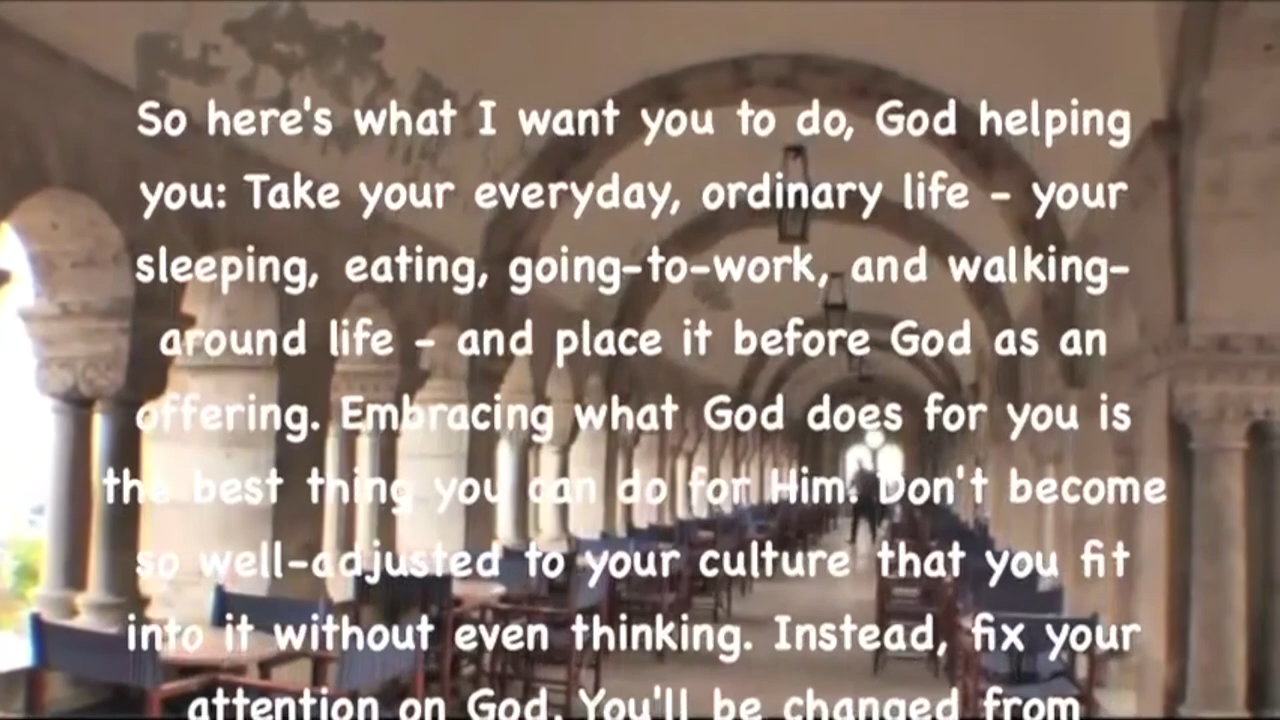 So here's what I want you to do, God helping
you: Take your everyday, ordinary life - your
sleeping, eating, going-to-work, and walking-
around life - and place it before God as an
offering. Embracing what God does for you is
the best thing you can do for Him. Don't become
so well-adjusted to your culture that you fit
into it without even thinking. Instead, fix your
attention on God. You'll be changed from